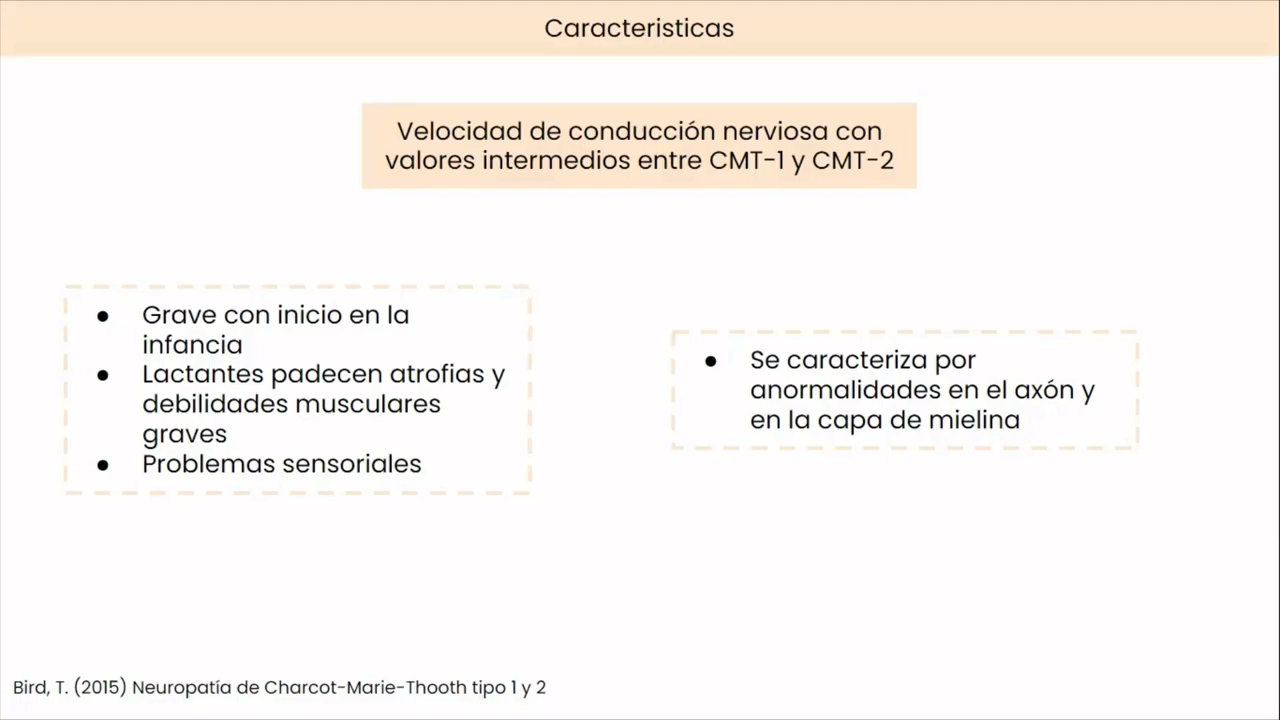 Caracteristicas
Velocidad de conducción nerviosa con
valores intermedios entre CMT-1 y CMT-2
● Grave con inicio en la
infancia
● Lactantes padecen atrofias y
debilidades musculares
graves
● Problemas sensoriales
● Se caracteriza por
anormalidades en el axón y
en la capa de mielina
Bird, T. (2015) Neuropatía de Charcot-Marie-Thooth tipo 1 y 2